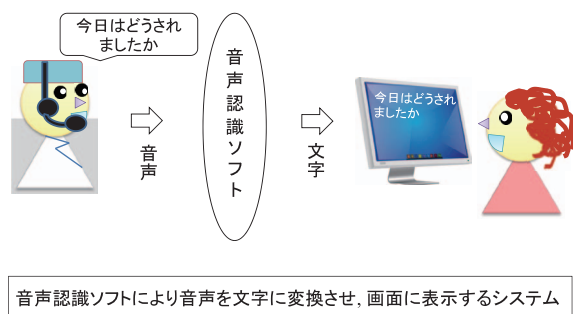 今日はどうされ
ましたか
音声
音声認識ソフト
文字
今日はどうされ
ましたか
音声認識ソフトにより音声を文字に変換させ，画面に表示するシステム